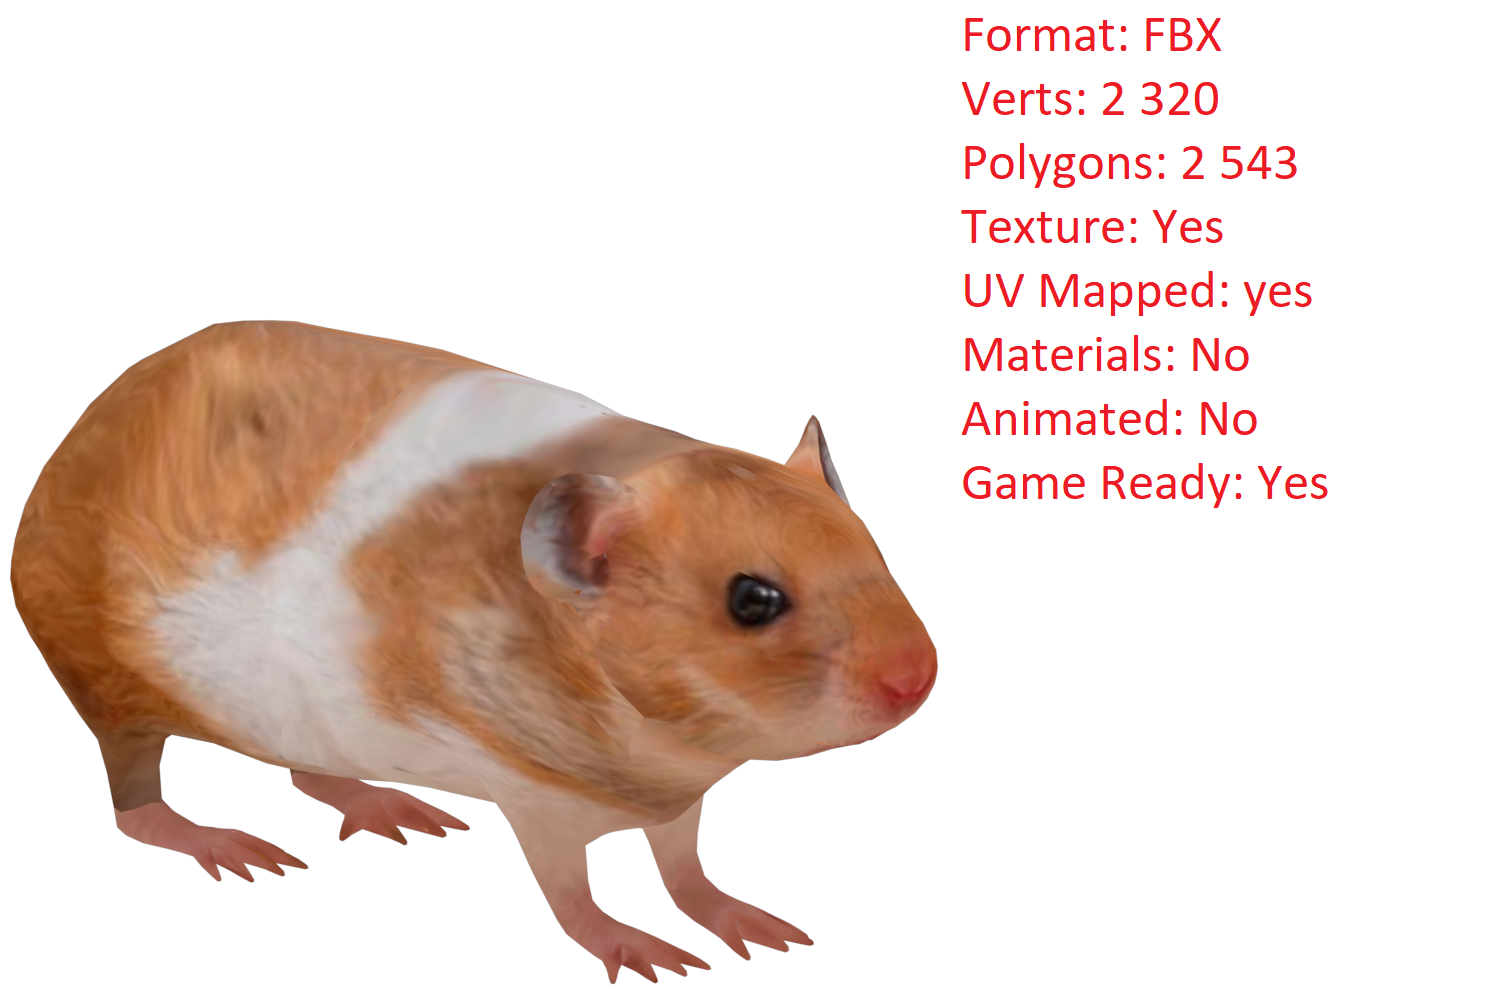 Format: FBX
Verts: 2 320
Polygons: 2 543
Texture: Yes
UV Mapped: yes
Materials: No
Animated: No
Game Ready: Yes